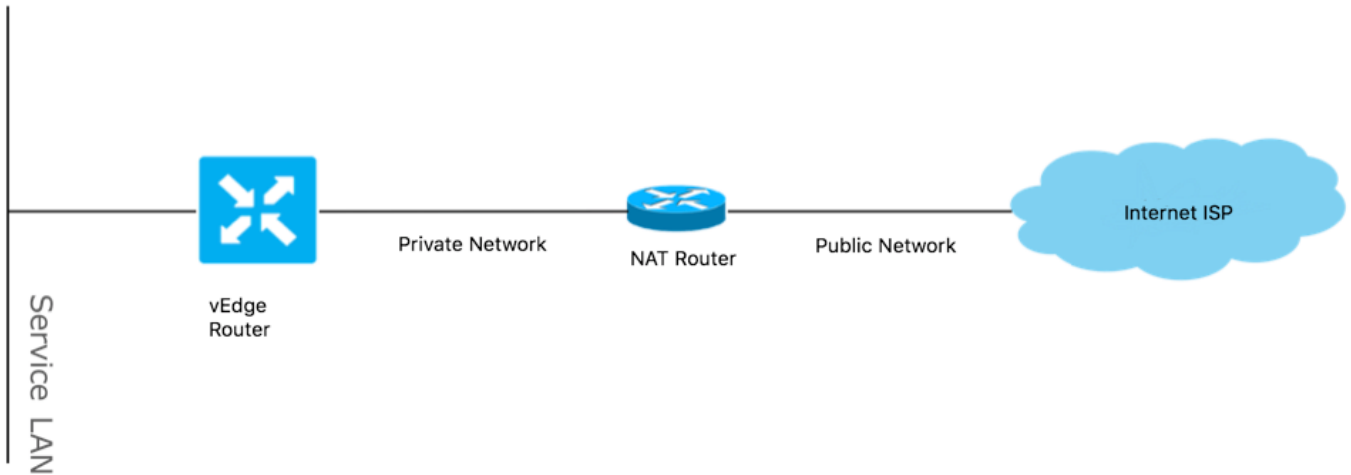 Service LAN
vEdge
Router
Private Network
NAT Router
Public Network
Internet ISP